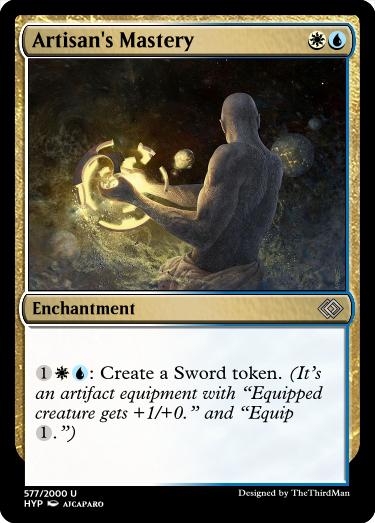 Artisan's Mastery
Enchantment
1: Create a Sword token. (It's
an artifact equipment with “Equipped
creature gets +1/+0.” and “Equip
1.”)
577/2000 U
HYP AJCAPARO
Designed by TheThirdMan